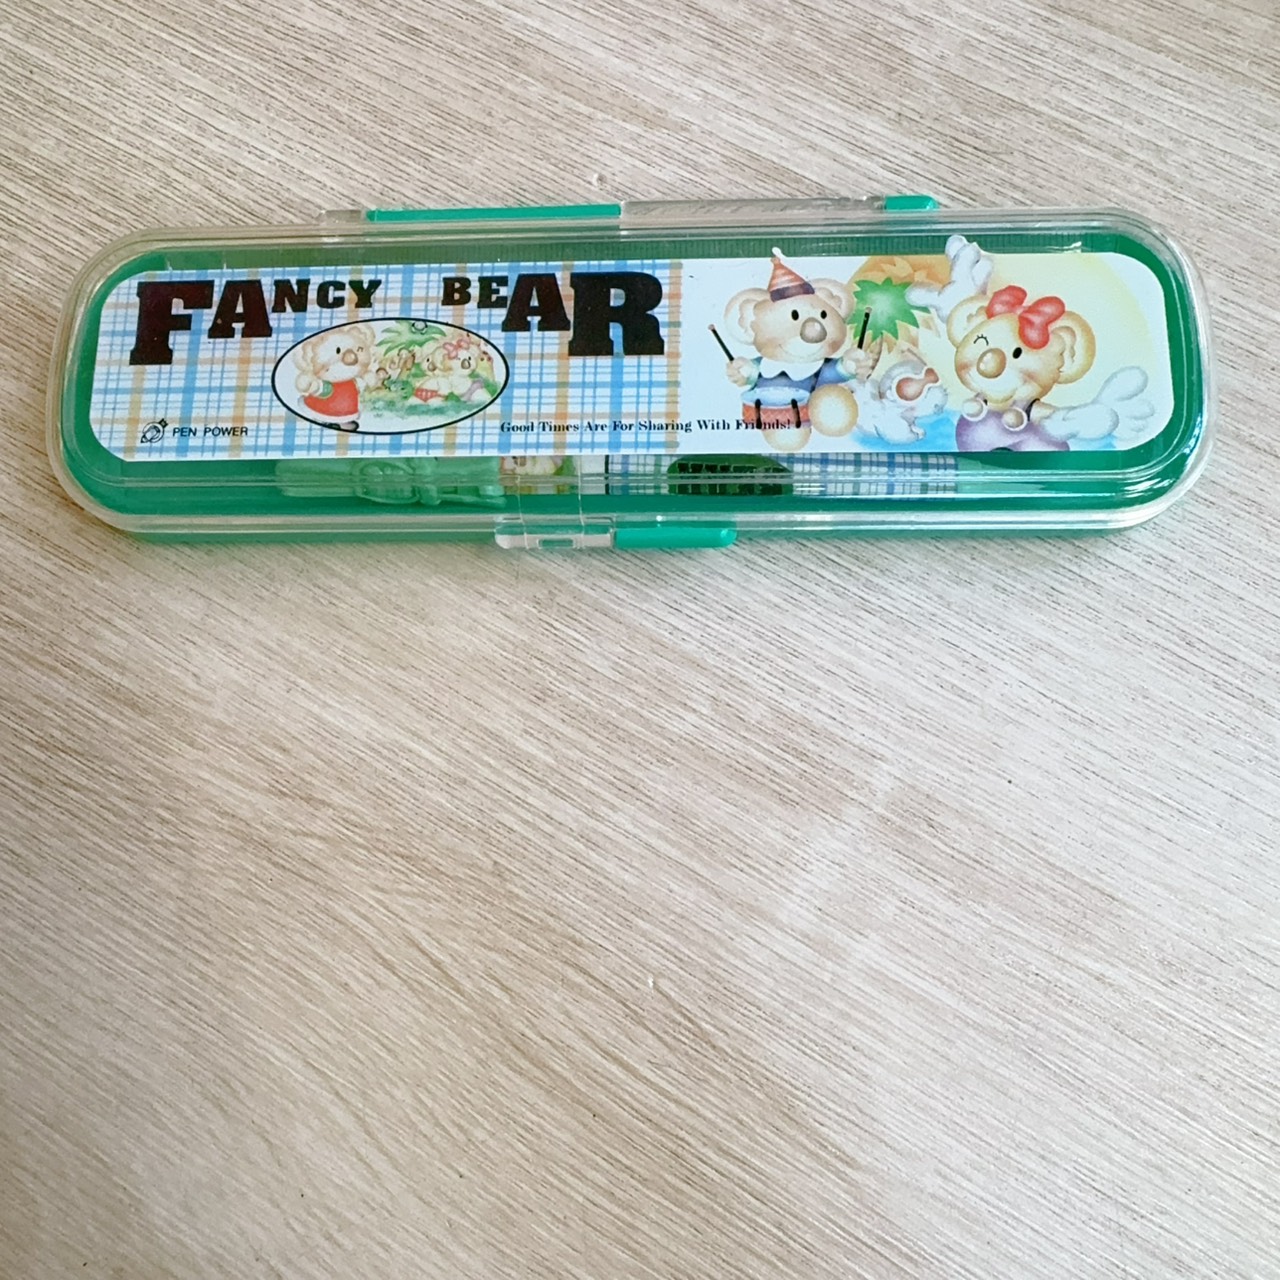 FANCY BEAR
PEN POWER
Good Times Are For Sharing With Friends!